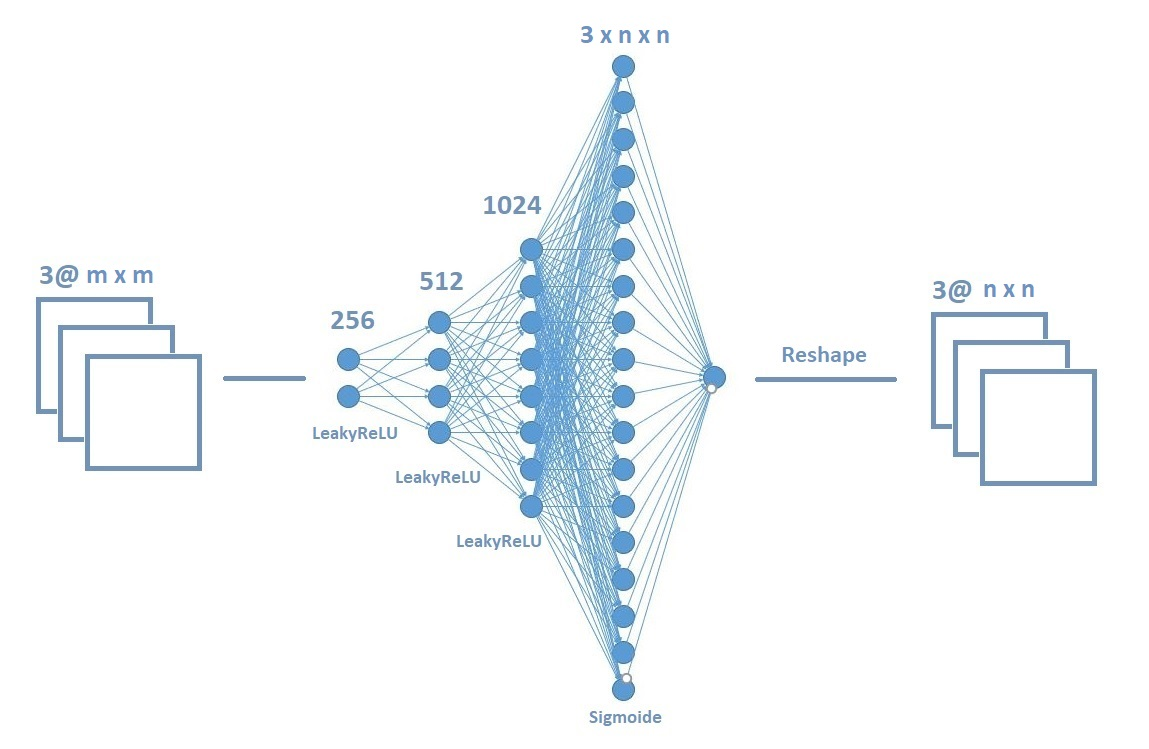 3 x n x n
1024
512
256
3@ m x m
LeakyReLU
LeakyReLU
LeakyReLU
Sigmoide
Reshape
3@ n x n